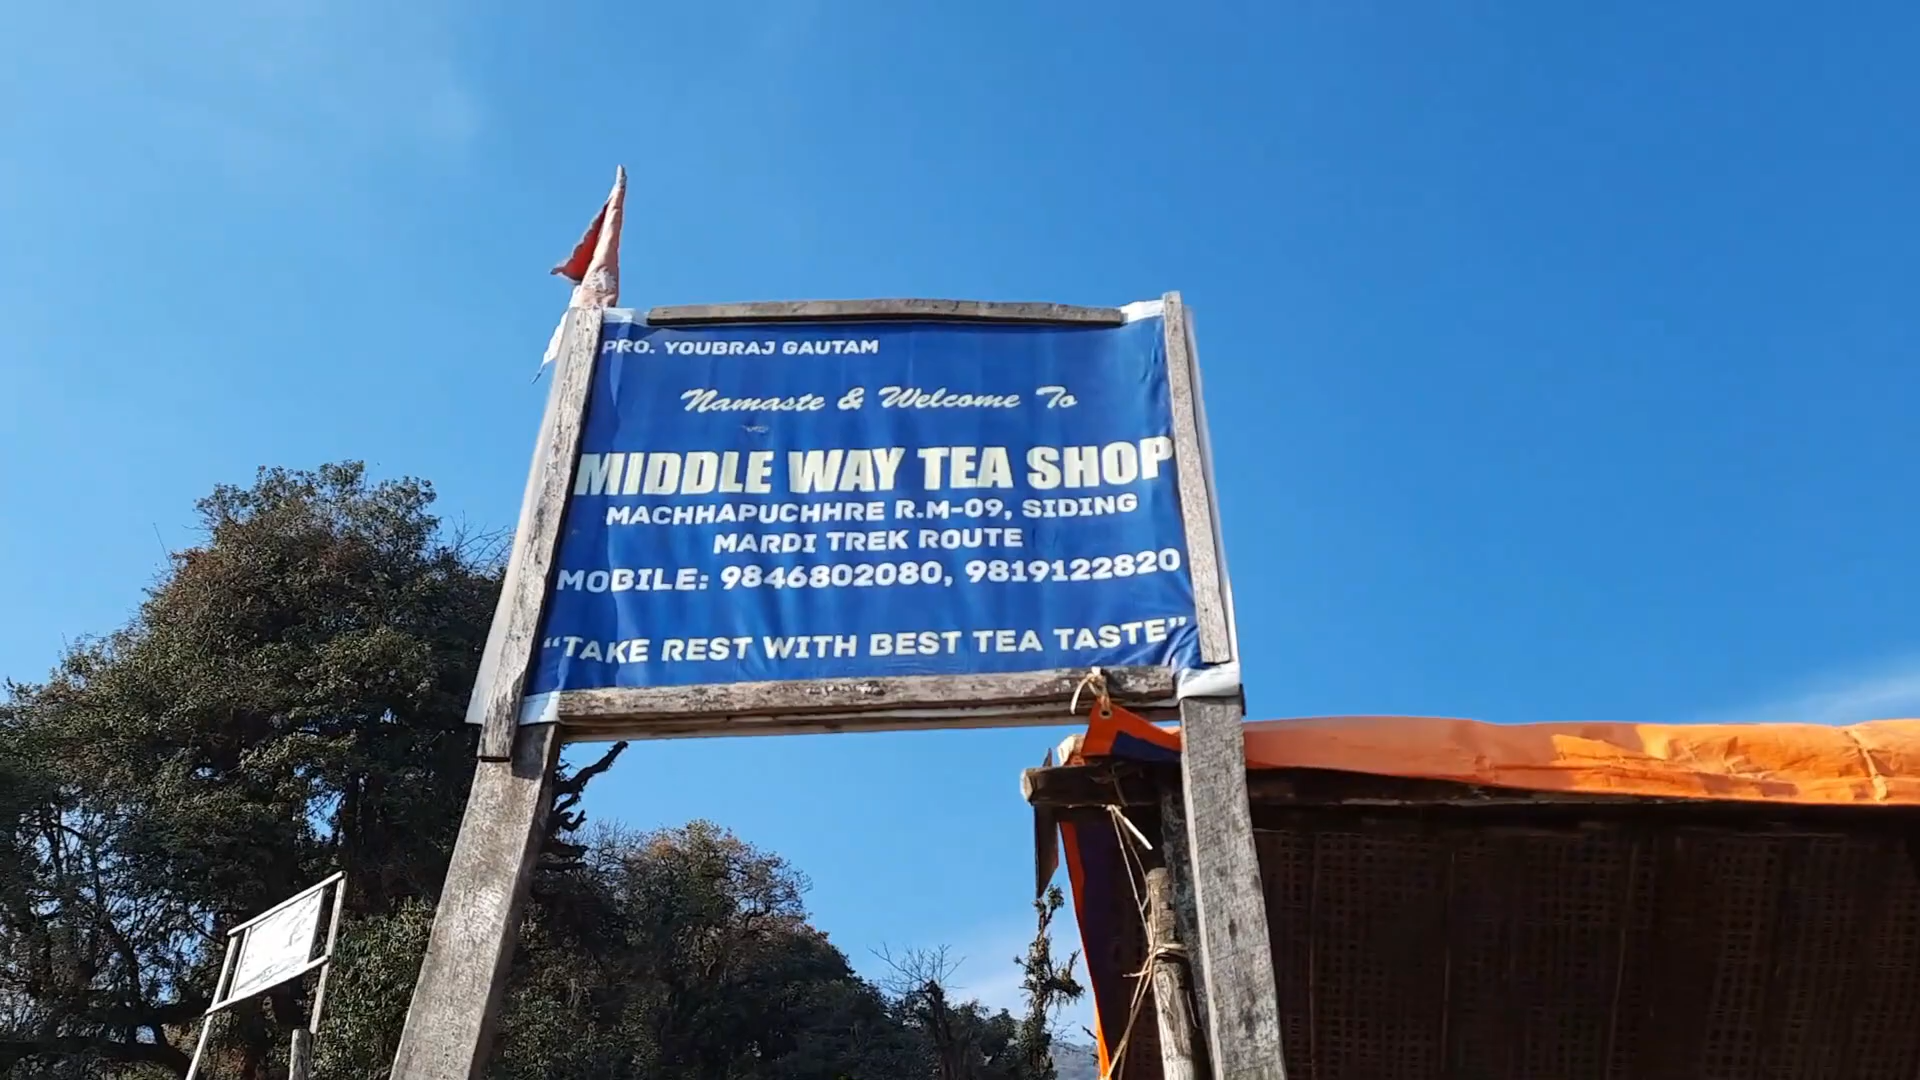 PRO. YOUBRAJ GAUTAM
Namaste & Welcome To
MIDDLE WAY TEA SHOP
MACHHAPUCHHRE R.M-09, SIDING
MARDI TREK ROUTE
MOBILE: 9846802080, 9819122820
“TAKE REST WITH BEST TEA TASTE”